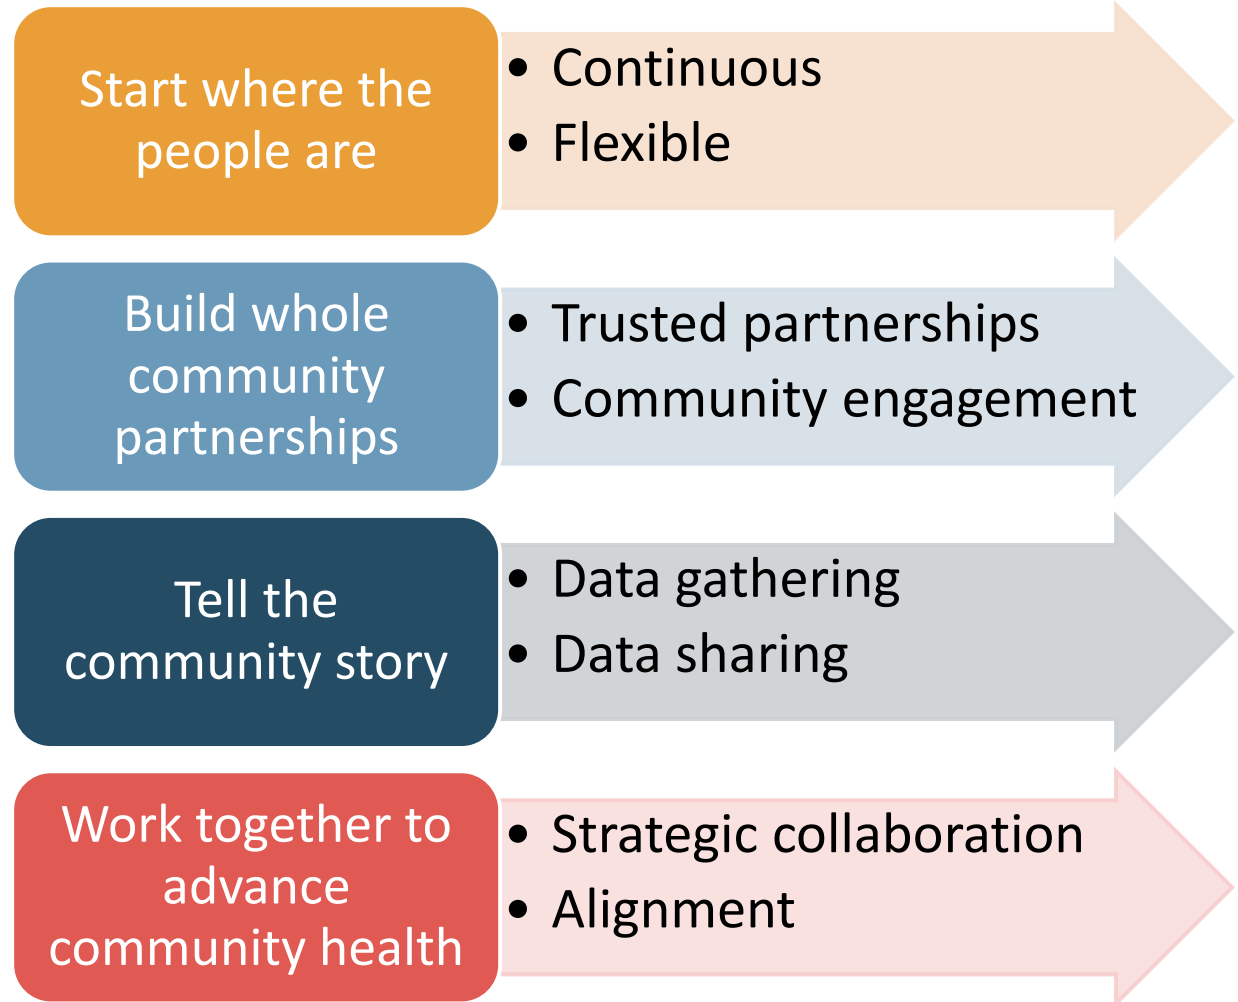 Start where the
people are
• Continuous
• Flexible
Build whole
community
partnerships
• Trusted partnerships
• Community engagement
Tell the
community story
• Data gathering
• Data sharing
Work together to
advance
community health
• Strategic collaboration
• Alignment